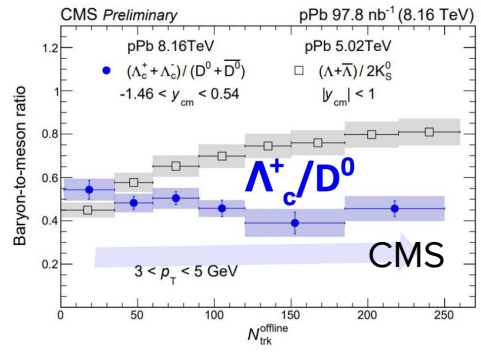 CMS Preliminary
pPb 97.8 nb⁻¹ (8.16 TeV)
pPb 8.16TeV
pPb 5.02TeV
(Λc⁺ + Λc⁻) / (D⁰ + D̅⁰)
(Λ+Λ̅) / 2K⁰S
-1.46 < ycm < 0.54
|ycm| < 1
Baryon-to-meson ratio
1.2
1
0.8
0.6
0.4
0.2
Λ⁺c/D⁰
CMS
3 < pT < 5 GeV
0 50 100 150 200 250
Ntrk^offline